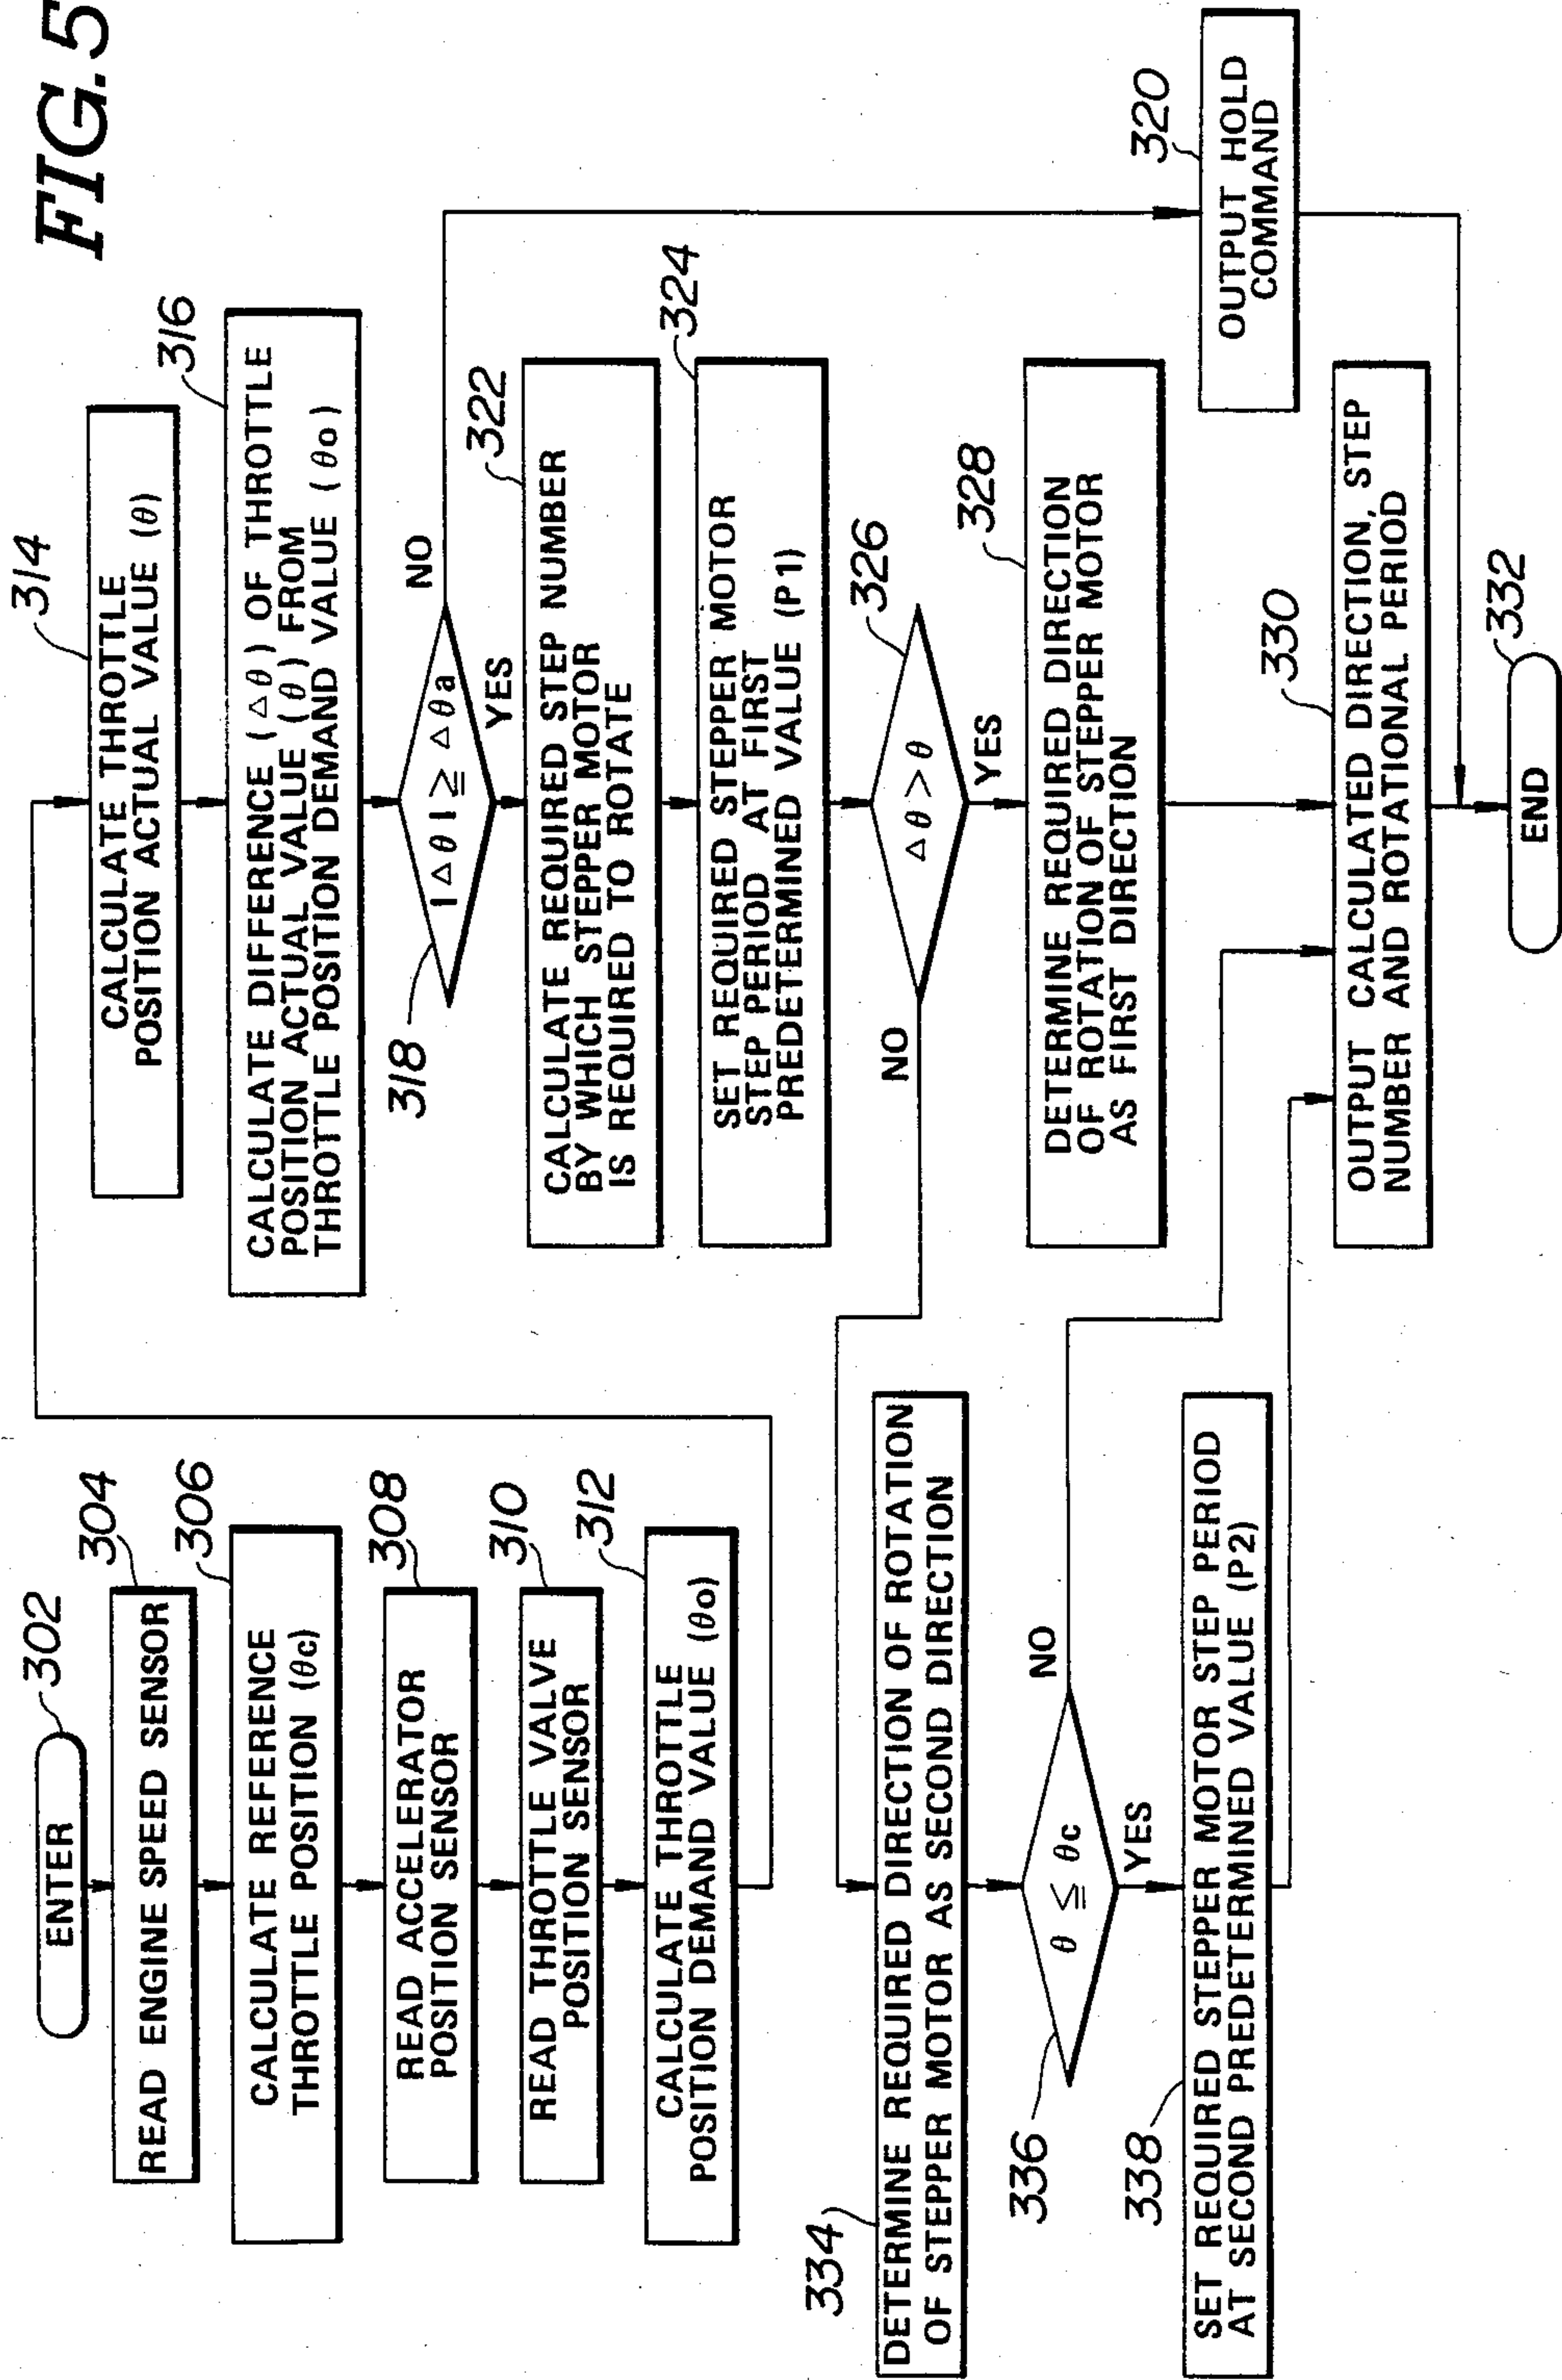 FIG.5
302
ENTER
304
READ ENGINE SPEED SENSOR
306
CALCULATE REFERENCE
THROTTLE POSITION (θc)
308
READ ACCELERATOR
POSITION SENSOR
310
READ THROTTLE VALVE
POSITION SENSOR
312
CALCULATE THROTTLE
POSITION DEMAND VALUE (θo)
314
CALCULATE THROTTLE
POSITION ACTUAL VALUE (θ)
316
CALCULATE DIFFERENCE (△θ) OF THROTTLE
POSITION ACTUAL VALUE (θ) FROM
THROTTLE POSITION DEMAND VALUE (θo)
318
|△θ| ≧ △θa
NO
YES
322
CALCULATE REQUIRED STEP NUMBER
BY WHICH STEPPER MOTOR
IS REQUIRED TO ROTATE
324
SET REQUIRED STEPPER MOTOR
STEP PERIOD AT FIRST
PREDETERMINED VALUE (P1)
326
△θ > θ
NO
YES
328
DETERMINE REQUIRED DIRECTION
OF ROTATION OF STEPPER MOTOR
AS FIRST DIRECTION
320
OUTPUT HOLD
COMMAND
330
OUTPUT CALCULATED DIRECTION, STEP
NUMBER AND ROTATIONAL PERIOD
332
END
334
DETERMINE REQUIRED DIRECTION OF ROTATION
OF STEPPER MOTOR AS SECOND DIRECTION
336
θ ≦ θc
NO
YES
338
SET REQUIRED STEPPER MOTOR STEP PERIOD
AT SECOND PREDETERMINED VALUE (P2)